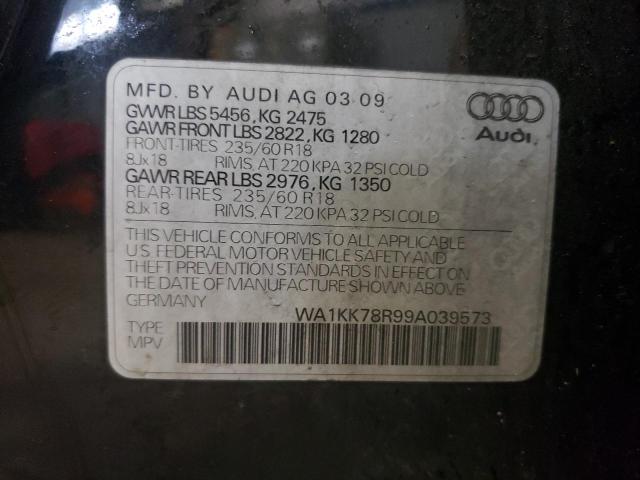 MFD. BY AUDI AG 03.09
GVWR LBS 5456, KG 2475
GAWR FRONT LBS 2822, KG 1280
FRONT-TIRES 235/60 R18
8Jx18 RIMS, AT 220 KPA 32 PSI COLD
GAWR REAR LBS 2976, KG 1350
REAR-TIRES 235/60 R18
8Jx18 RIMS, AT 220 KPA 32 PSI COLD
Audi
THIS VEHICLE CONFORMS TO ALL APPLICABLE
U.S. FEDERAL MOTOR VEHICLE SAFETY AND
THEFT PREVENTION STANDARDS IN EFFECT ON
THE DATE OF MANUFACTURE SHOWN ABOVE.
GERMANY
WA1KK78R99A039573
TYPE
MPV